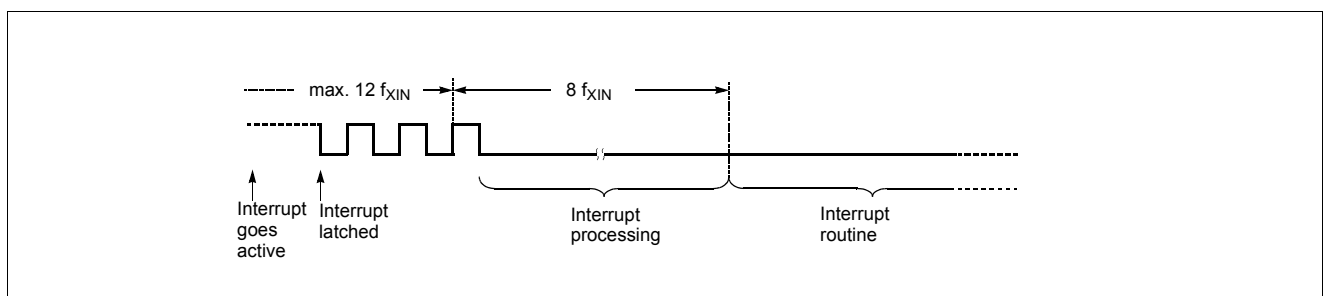 max. 12 fXIN
8 fXIN
Interrupt
goes
active
Interrupt
latched
Interrupt
processing
Interrupt
routine